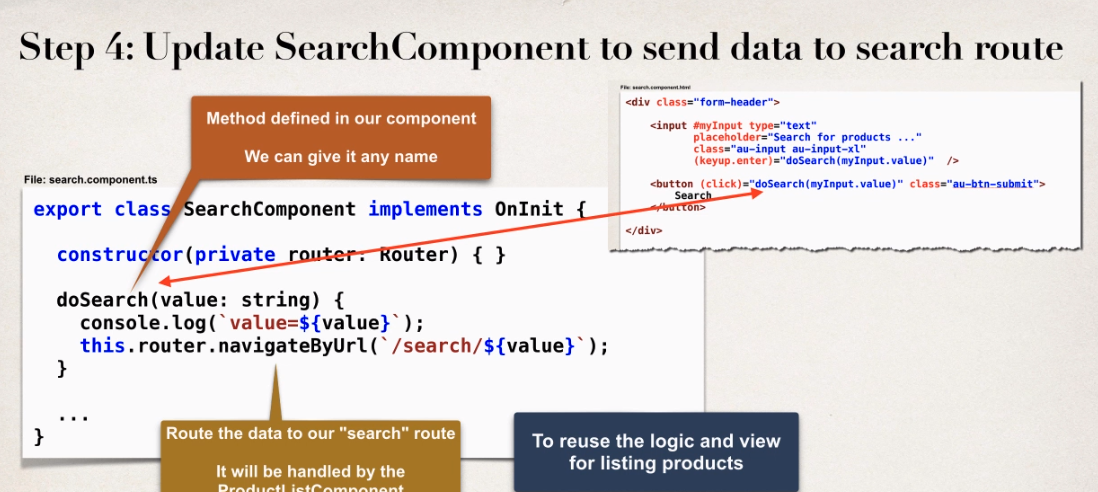 Step 4: Update SearchComponent to send data to search route
Method defined in our component
We can give it any name
File: search.component.ts
export class SearchComponent implements OnInit {
constructor(private router: Router) { }
doSearch(value: string) {
console.log(`value=${value}`);
this.router.navigateByUrl(`/search/${value}`);
}
...
}
File: search.component.html
<div class="form-header">
<input #myInput type="text"
placeholder="Search for products ..."
class="au-input au-input-xl"
(keyup.enter)="doSearch(myInput.value)" />
<button (click)="doSearch(myInput.value)" class="au-btn-submit">
Search
</button>
</div>
Route the data to our "search" route
It will be handled by the
ProductListComponent
To reuse the logic and view
for listing products